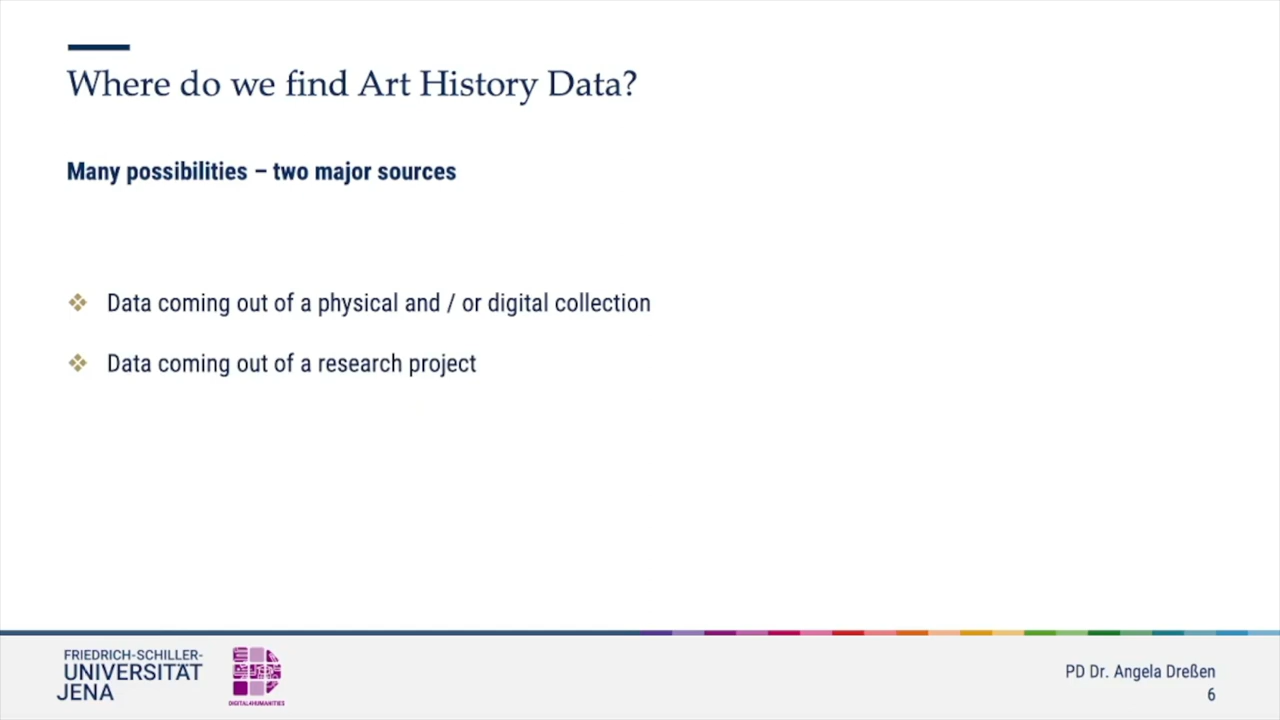 Where do we find Art History Data?
Many possibilities – two major sources
❖ Data coming out of a physical and / or digital collection
❖ Data coming out of a research project
FRIEDRICH-SCHILLER-
UNIVERSITÄT
JENA
DIGITAL4HUMANITIES
PD Dr. Angela Dreßen
6